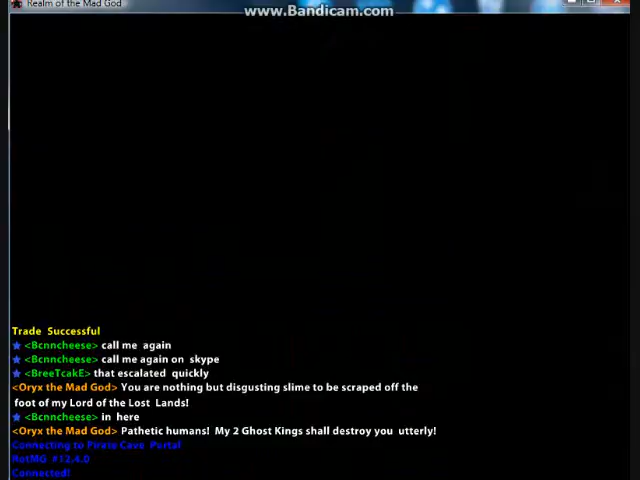 Realm of the Mad God
www.Bandicam.com
Trade Successful
<Bcnncheese> call me again
<Bcnncheese> call me again on skype
<BreeTcakE> that escalated quickly
<Oryx the Mad God> You are nothing but disgusting slime to be scraped off the
foot of my Lord of the Lost Lands!
<Bcnncheese> in here
<Oryx the Mad God> Pathetic humans! My 2 Ghost Kings shall destroy you utterly!
Connecting to Pirate Cave Portal
RotMG #12.4.0
Connected!